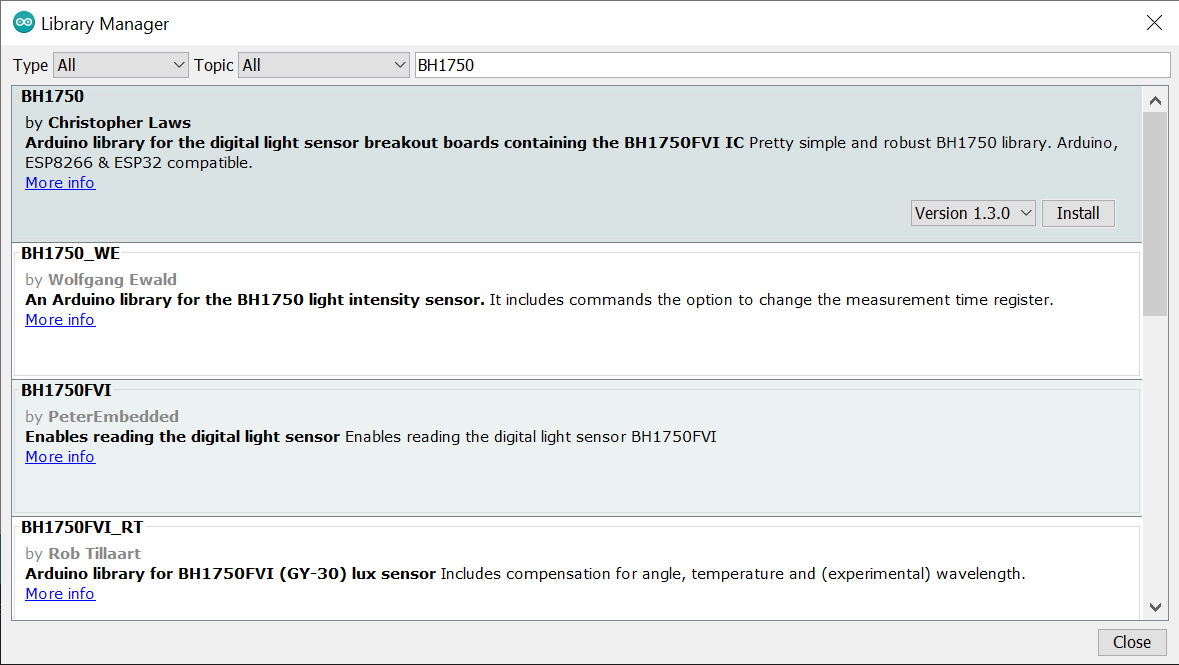 Library Manager
Type All Topic All BH1750
BH1750
by Christopher Laws
Arduino library for the digital light sensor breakout boards containing the BH1750FVI IC Pretty simple and robust BH1750 library. Arduino,
ESP8266 & ESP32 compatible.
More info
Version 1.3.0 Install
BH1750_WE
by Wolfgang Ewald
An Arduino library for the BH1750 light intensity sensor. It includes commands the option to change the measurement time register.
More info
BH1750FVI
by PeterEmbedded
Enables reading the digital light sensor Enables reading the digital light sensor BH1750FVI
More info
BH1750FVI_RT
by Rob Tillaart
Arduino library for BH1750FVI (GY-30) lux sensor Includes compensation for angle, temperature and (experimental) wavelength.
More info
Close